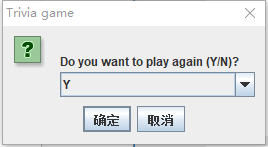 Trivia game
?
Do you want to play again (Y/N)?
Y
确定 取消